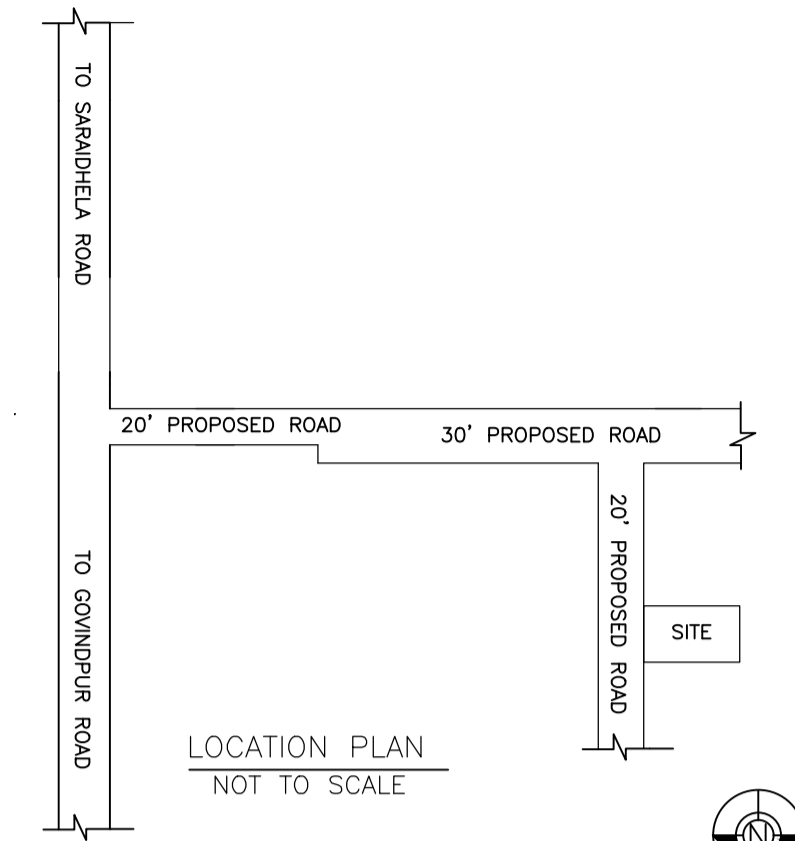 TO SARAIDHELA ROAD
20' PROPOSED ROAD
30' PROPOSED ROAD
20' PROPOSED ROAD
TO GOVINDPUR ROAD
SITE
LOCATION PLAN
NOT TO SCALE
N